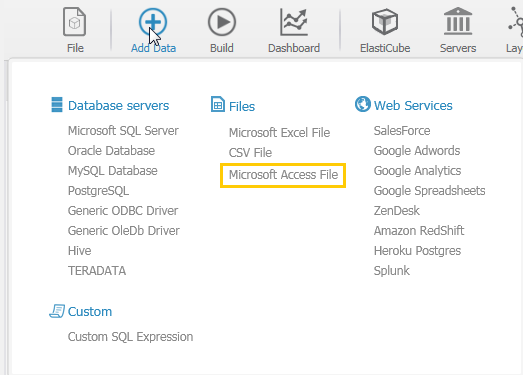 File
Add Data
Build
Dashboard
ElastiCube
Servers
Database servers
Microsoft SQL Server
Oracle Database
MySQL Database
PostgreSQL
Generic ODBC Driver
Generic OleDb Driver
Hive
TERADATA
Files
Microsoft Excel File
CSV File
Microsoft Access File
Web Services
SalesForce
Google Adwords
Google Analytics
Google Spreadsheets
ZenDesk
Amazon RedShift
Heroku Postgres
Splunk
Custom
Custom SQL Expression